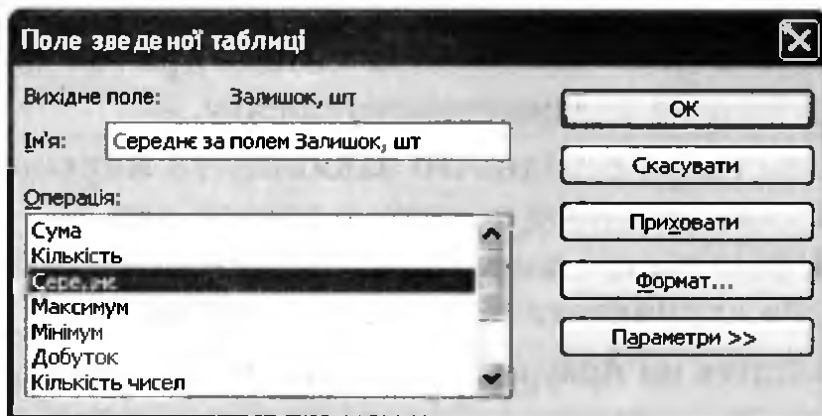 Поле зведеної таблиці
Вихідне поле: Залишок, шт
Ім'я: Середнє за полем Залишок, шт
Операція:
Сума
Кількість
Середнє
Максимум
Мінімум
Добуток
Кількість чисел
ОК
Скасувати
Приховати
Формат...
Параметри >>